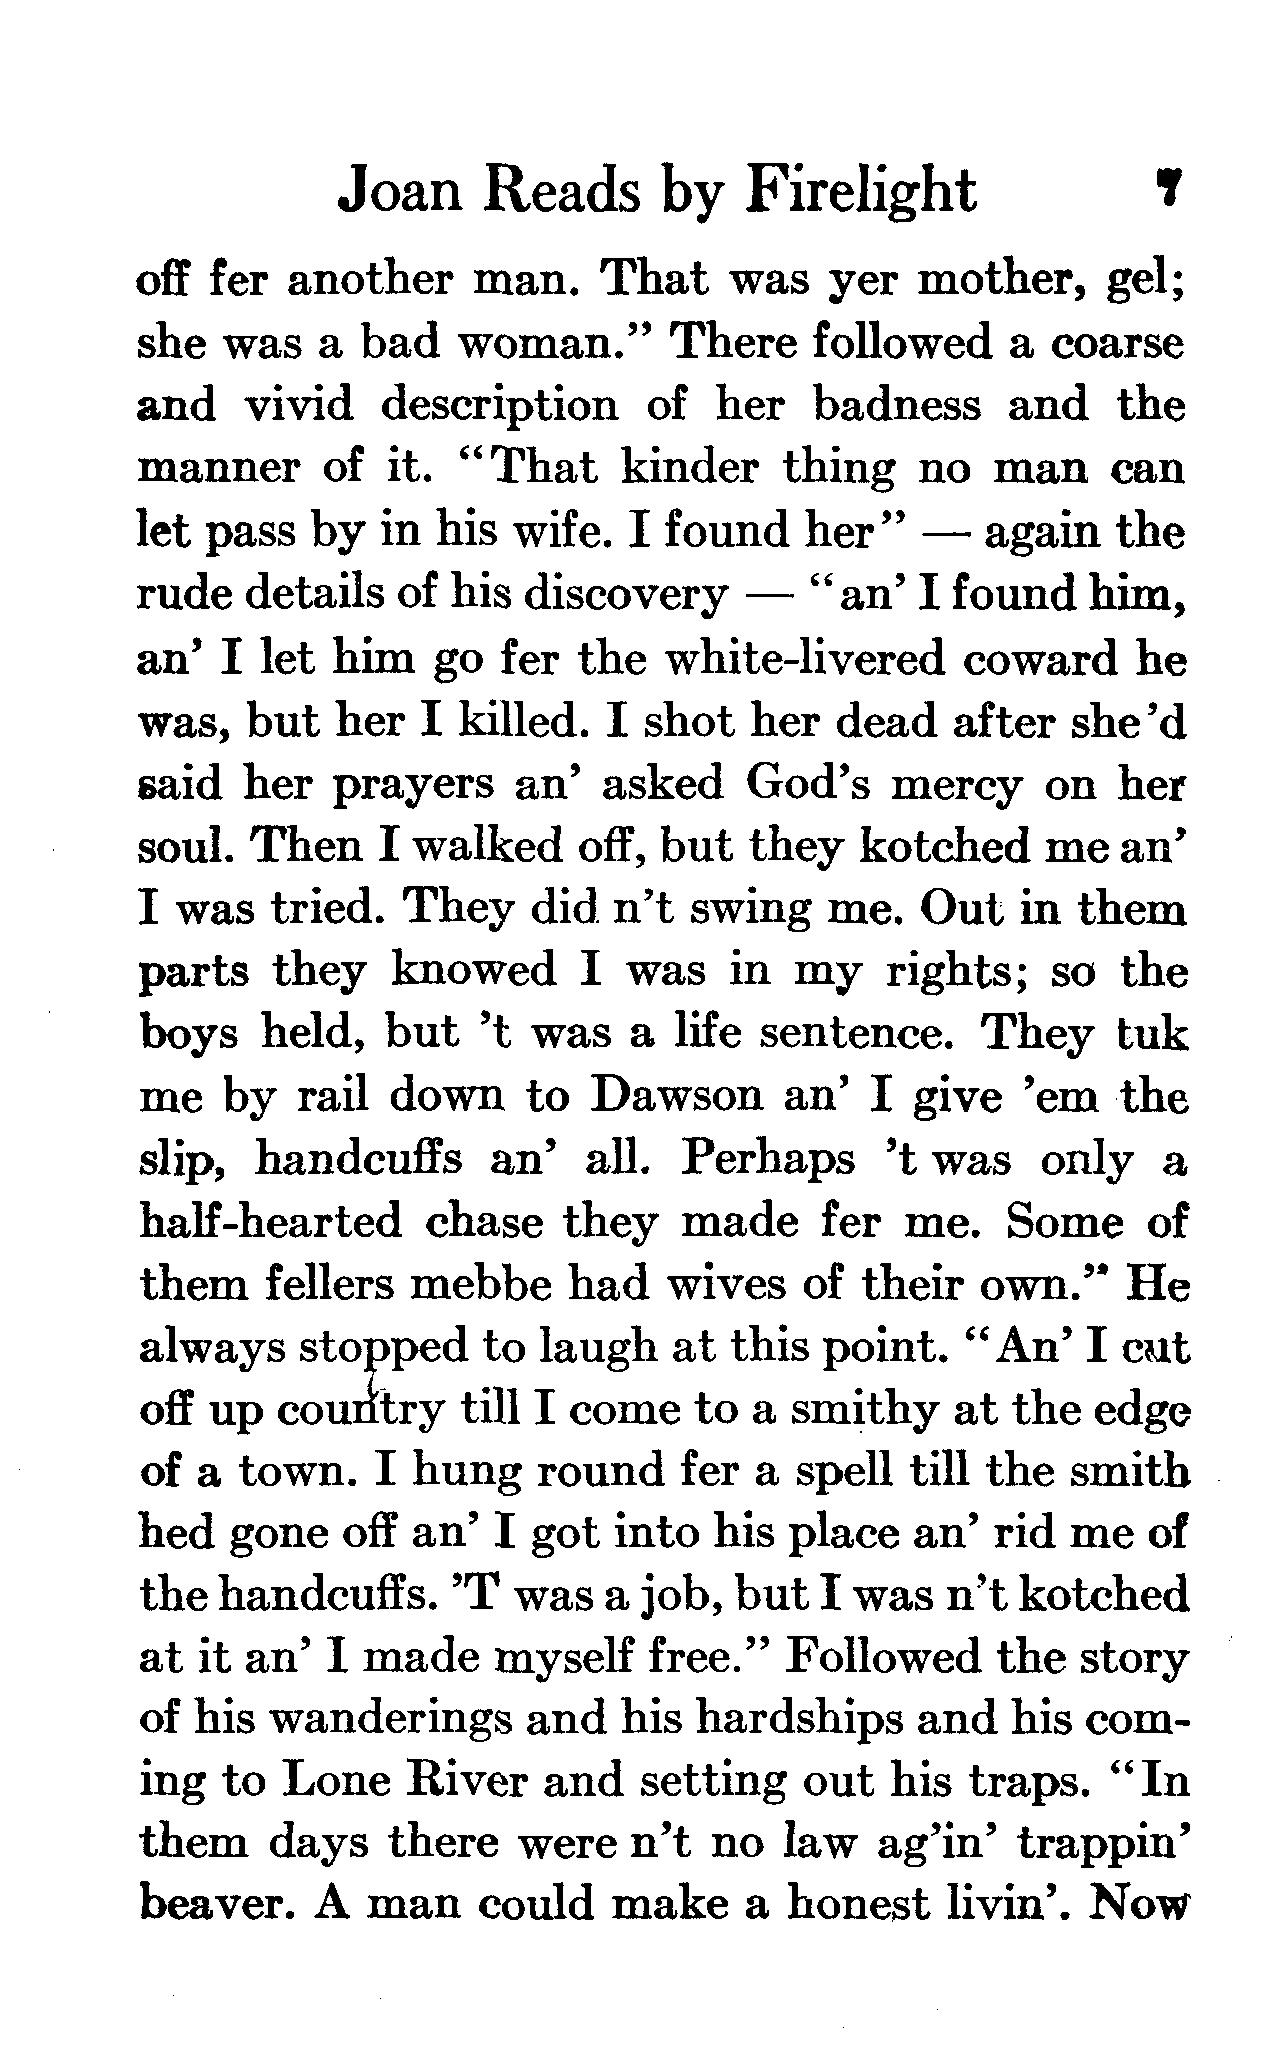 Joan Reads by Firelight 7
off fer another man. That was yer mother, gel;
she was a bad woman." There followed a coarse
and vivid description of her badness and the
manner of it. "That kinder thing no man can
let pass by in his wife. I found her" — again the
rude details of his discovery — "an' I found him,
an' I let him go fer the white-livered coward he
was, but her I killed. I shot her dead after she'd
said her prayers an' asked God's mercy on her
soul. Then I walked off, but they kotched me an'
I was tried. They did n't swing me. Out in them
parts they knowed I was in my rights; so the
boys held, but 't was a life sentence. They tuk
me by rail down to Dawson an' I give 'em the
slip, handcuffs an' all. Perhaps 't was only a
half-hearted chase they made fer me. Some of
them fellers mebbe had wives of their own." He
always stopped to laugh at this point. "An' I cut
off up country till I come to a smithy at the edge
of a town. I hung round fer a spell till the smith
hed gone off an' I got into his place an' rid me of
the handcuffs. 'T was a job, but I was n't kotched
at it an' I made myself free." Followed the story
of his wanderings and his hardships and his com-
ing to Lone River and setting out his traps. "In
them days there were n't no law ag'in' trappin'
beaver. A man could make a honest livin'. Now